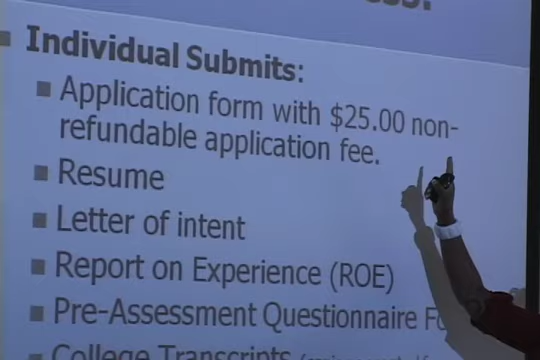 Individual Submits:
Application form with $25.00 non-
refundable application fee.
Resume
Letter of intent
Report on Experience (ROE)
Pre-Assessment Questionnaire
College Transcripts